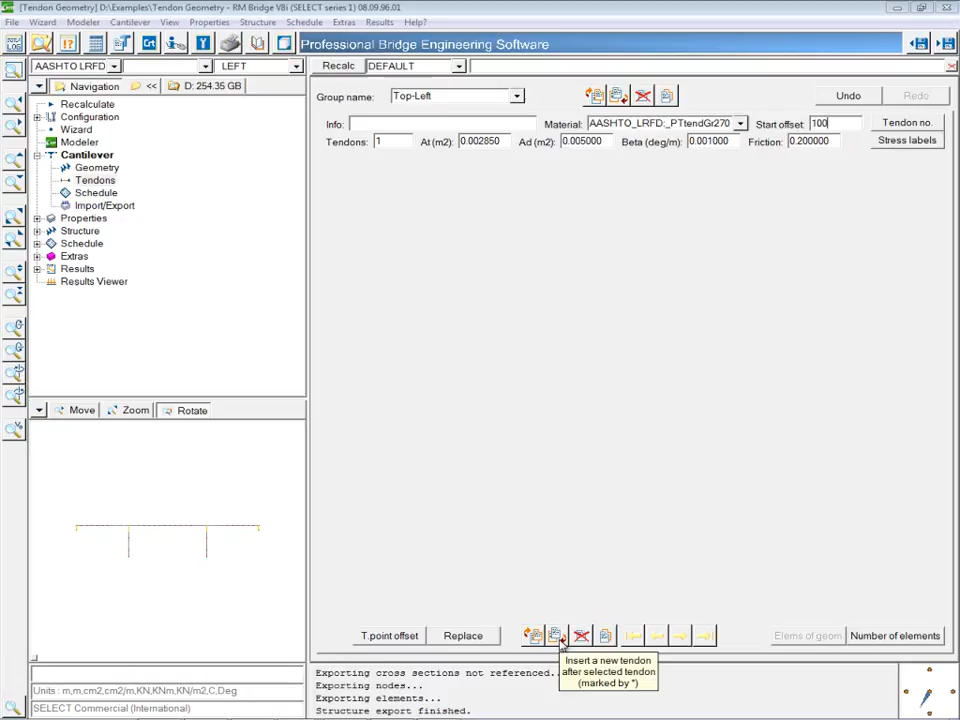 [Tendon Geometry] D:\Examples\Tendon Geometry - RM Bridge V8i (SELECT series 1) 08.09.96.01
File Wizard Modeler Cantilever View Properties Structure Schedule Extras Results Help?
Professional Bridge Engineering Software
AASHTO LRFD LEFT Recalc DEFAULT
Navigation << D: 254.35 GB
Recalculate
Configuration
Wizard
Modeler
Cantilever
Geometry
Tendons
Schedule
Import/Export
Properties
Structure
Schedule
Extras
Results
Results Viewer
Group name: Top-Left Undo Redo
Info: Material: AASHTO_LRFD:_PTtendGr270 Start offset: 100 Tendon no.
Tendons: 1 At (m2): 0.002850 Ad (m2): 0.005000 Beta (deg/m): 0.001000 Friction: 0.200000 Stress labels
Move Zoom Rotate
T.point offset Replace Elems of geom Number of elements
Insert a new tendon
after selected tendon
(marked by *)
Units : m,m,cm2,cm2/m,KN,KNm,KN/m2,C,Deg
SELECT Commercial (International)
Exporting cross sections not referenced..
Exporting nodes...
Exporting elements...
Structure export finished.